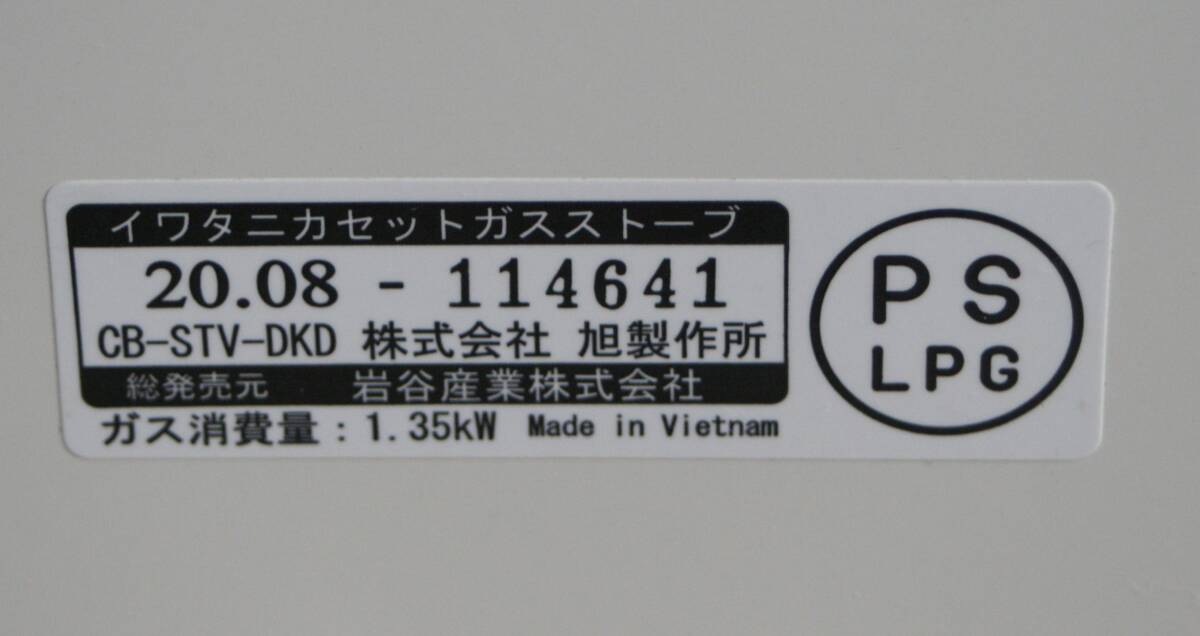 イワタニカセットガスストーブ
20.08 - 114641
CB-STV-DKD 株式会社 旭製作所
総発売元 岩谷産業株式会社
ガス消費量：1.35kW Made in Vietnam
PS
LPG